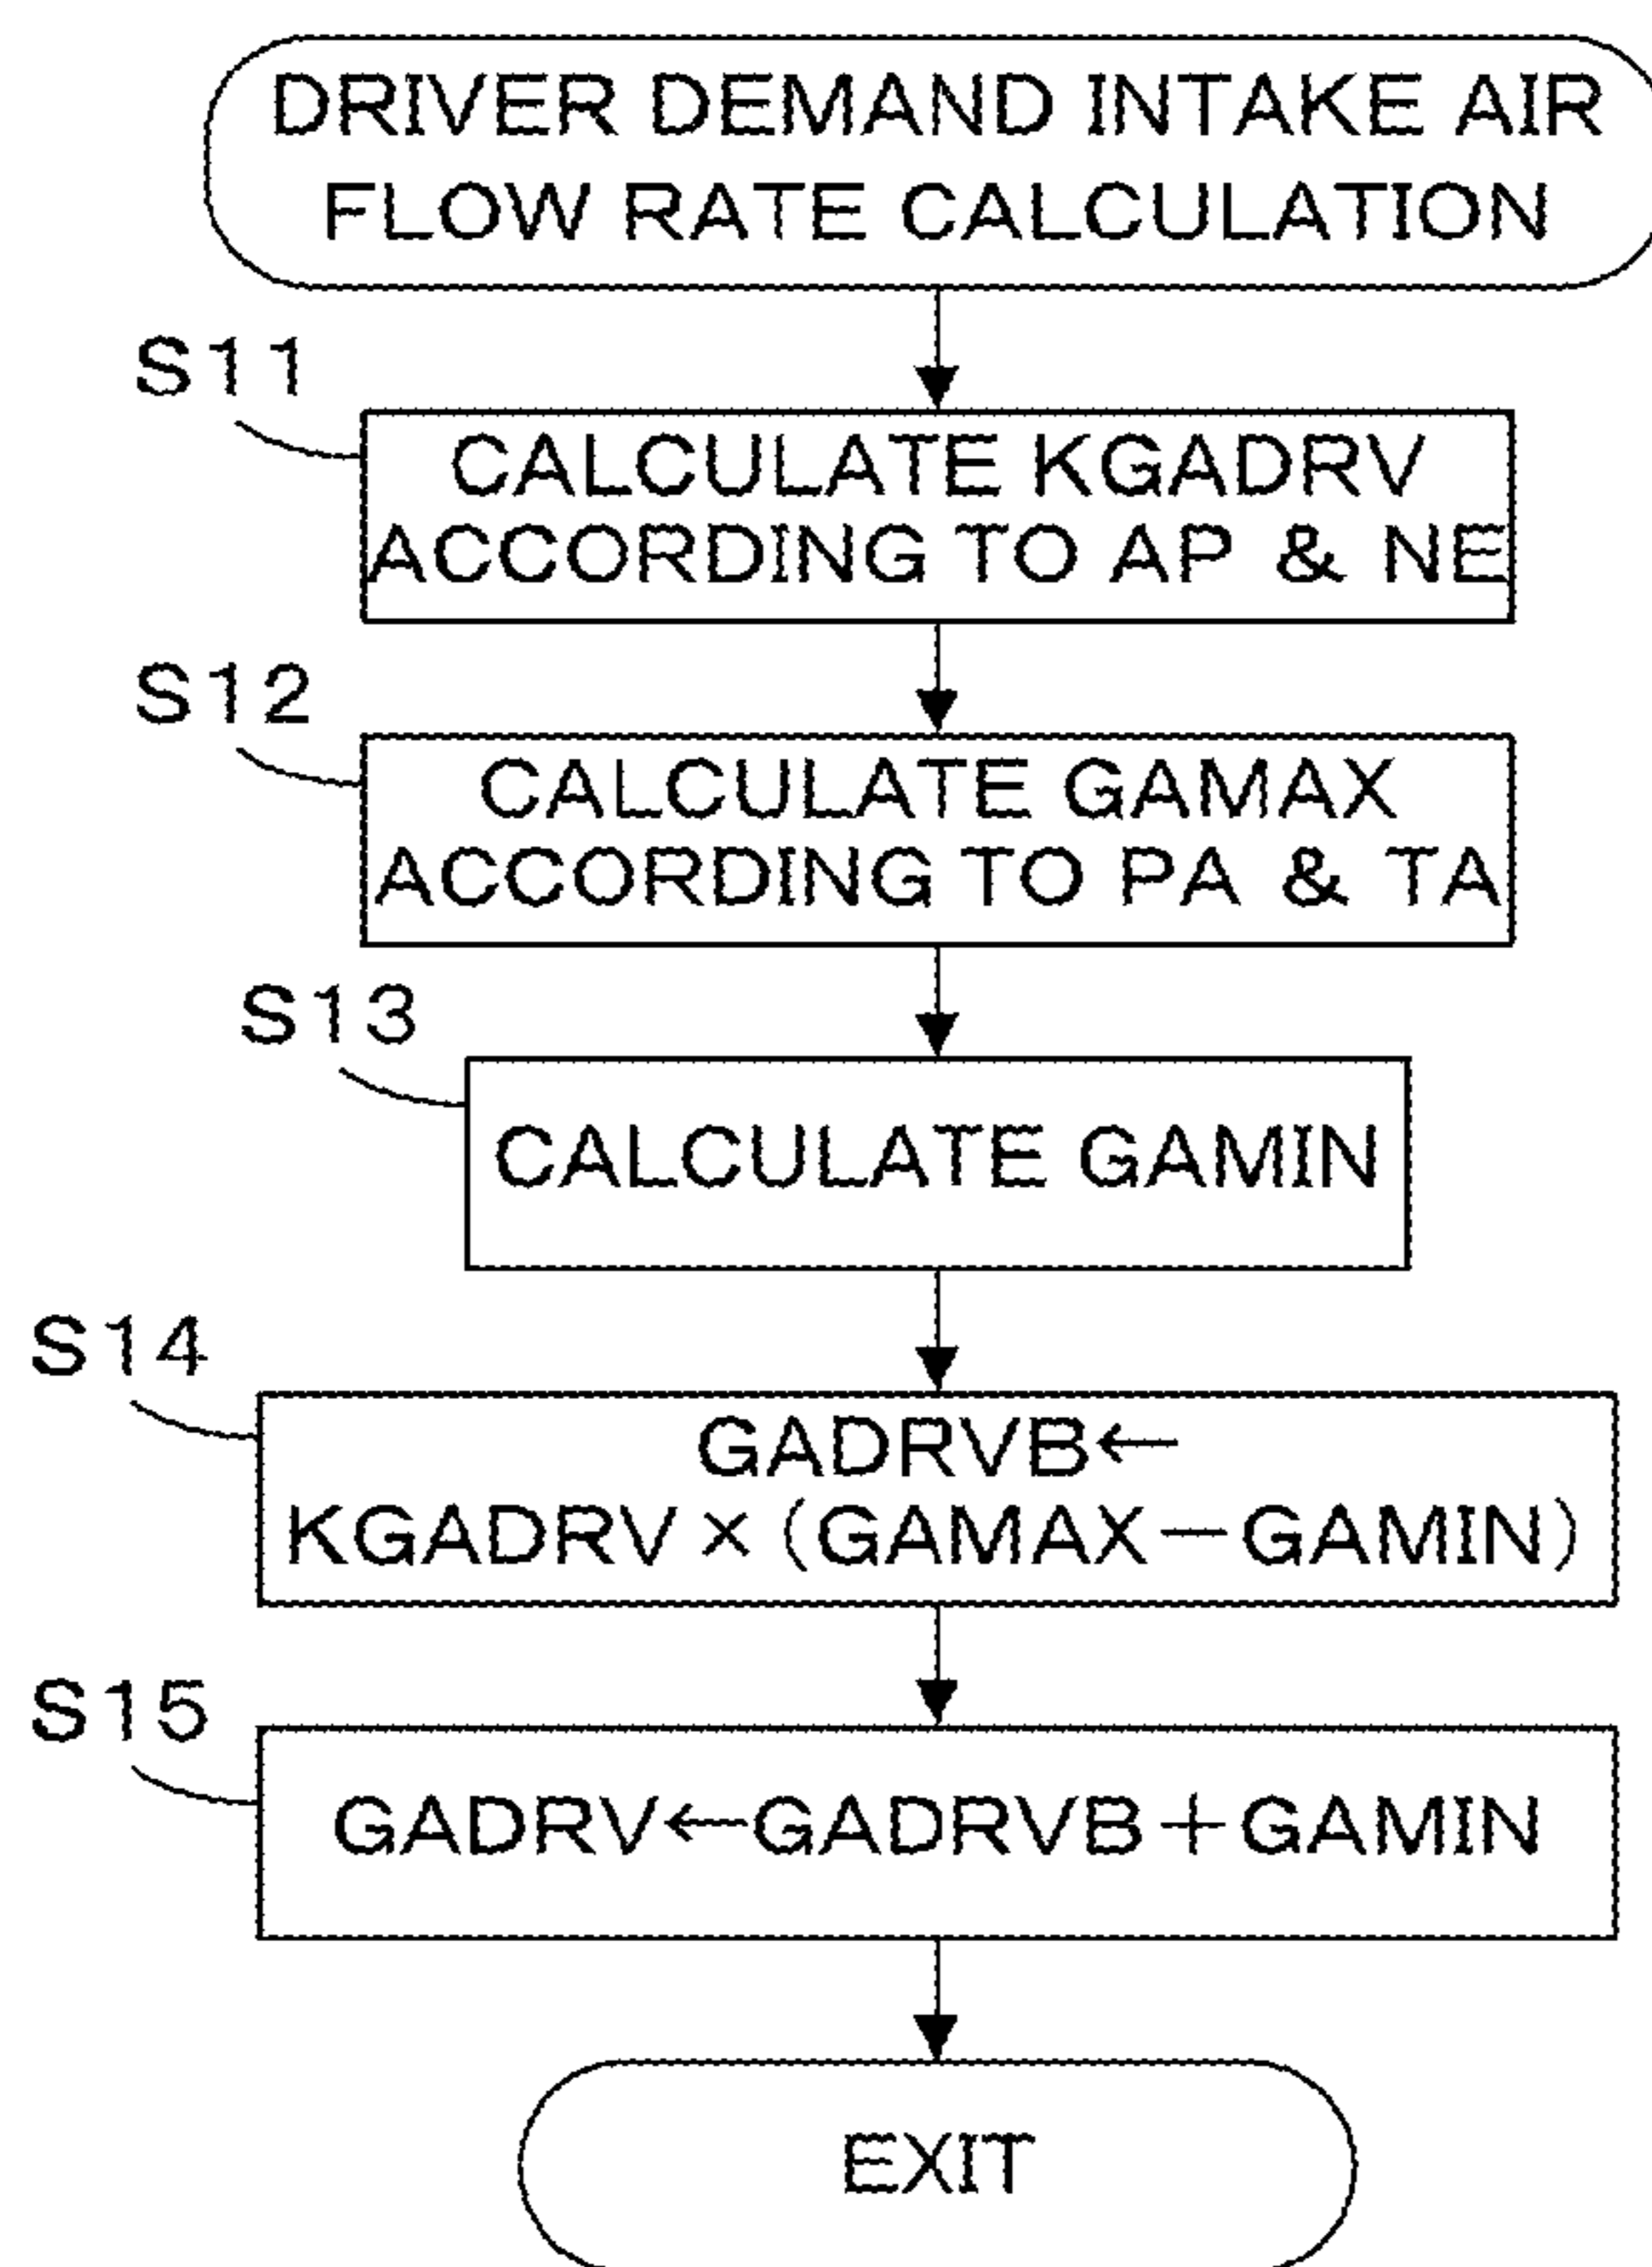 DRIVER DEMAND INTAKE AIR
FLOW RATE CALCULATION
S11
CALCULATE KGADRV
ACCORDING TO AP & NE
S12
CALCULATE GAMAX
ACCORDING TO PA & TA
S13
CALCULATE GAMIN
S14
GADRVB←
KGADRV×(GAMAX−GAMIN)
S15
GADRV←GADRVB+GAMIN
EXIT